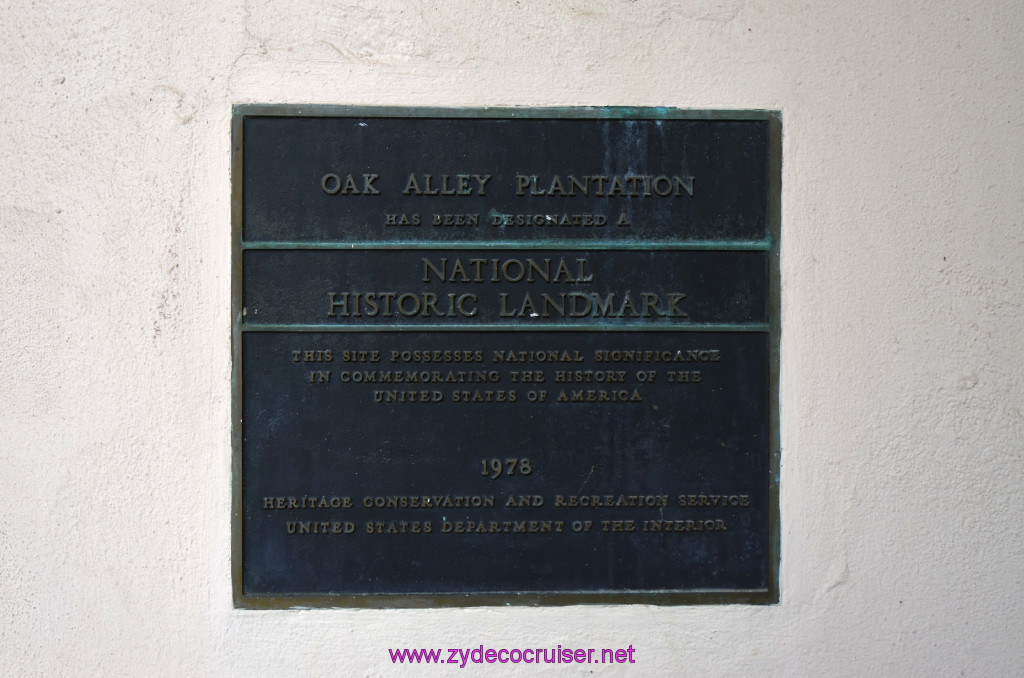 OAK ALLEY PLANTATION
HAS BEEN DESIGNATED A
NATIONAL
HISTORIC LANDMARK
THIS SITE POSSESSES NATIONAL SIGNIFICANCE
IN COMMEMORATING THE HISTORY OF THE
UNITED STATES OF AMERICA
1978
HERITAGE CONSERVATION AND RECREATION SERVICE
UNITED STATES DEPARTMENT OF THE INTERIOR
www.zydecocruiser.net